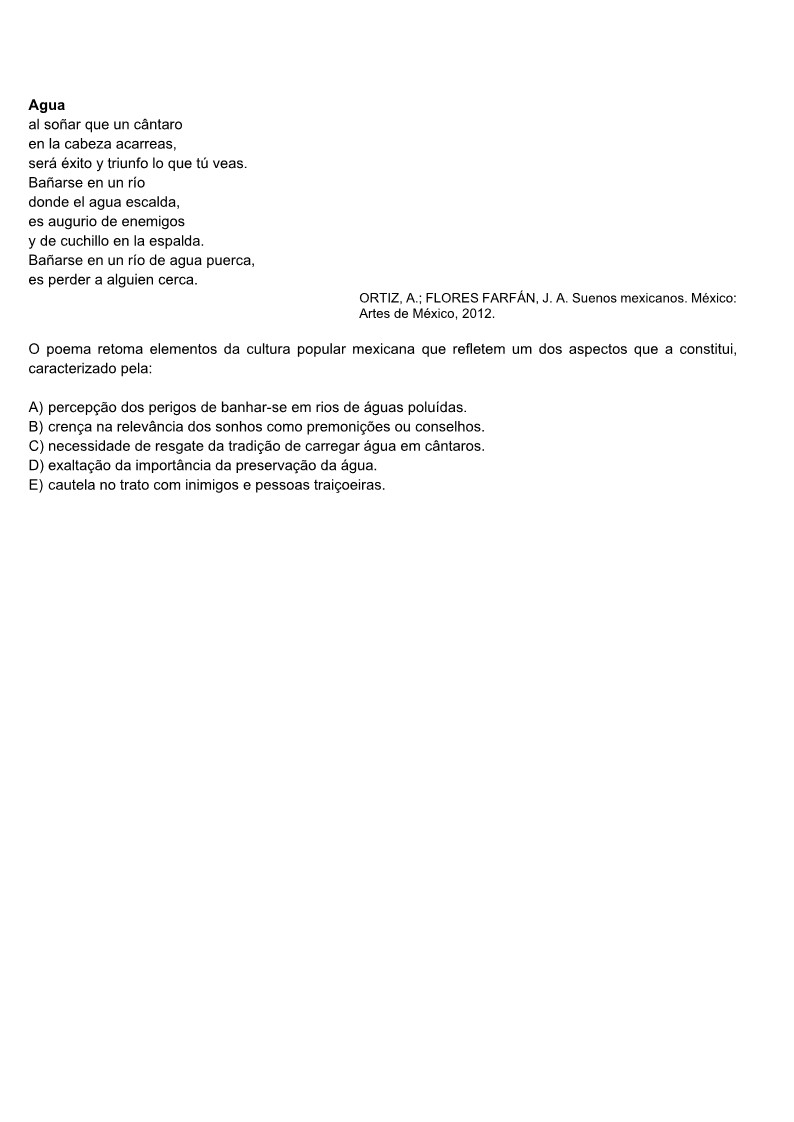 Agua
al soñar que un cântaro
en la cabeza acarreas,
será éxito y triunfo lo que tú veas.
Bañarse en un río
donde el agua escalda,
es augurio de enemigos
y de cuchillo en la espalda.
Bañarse en un río de agua puerca,
es perder a alguien cerca.
ORTIZ, A.; FLORES FARFÁN, J. A. Suenos mexicanos. México:
Artes de México, 2012.
O poema retoma elementos da cultura popular mexicana que refletem um dos aspectos que a constitui,
caracterizado pela:
A) percepção dos perigos de banhar-se em rios de águas poluídas.
B) crença na relevância dos sonhos como premonições ou conselhos.
C) necessidade de resgate da tradição de carregar água em cântaros.
D) exaltação da importância da preservação da água.
E) cautela no trato com inimigos e pessoas traiçoeiras.